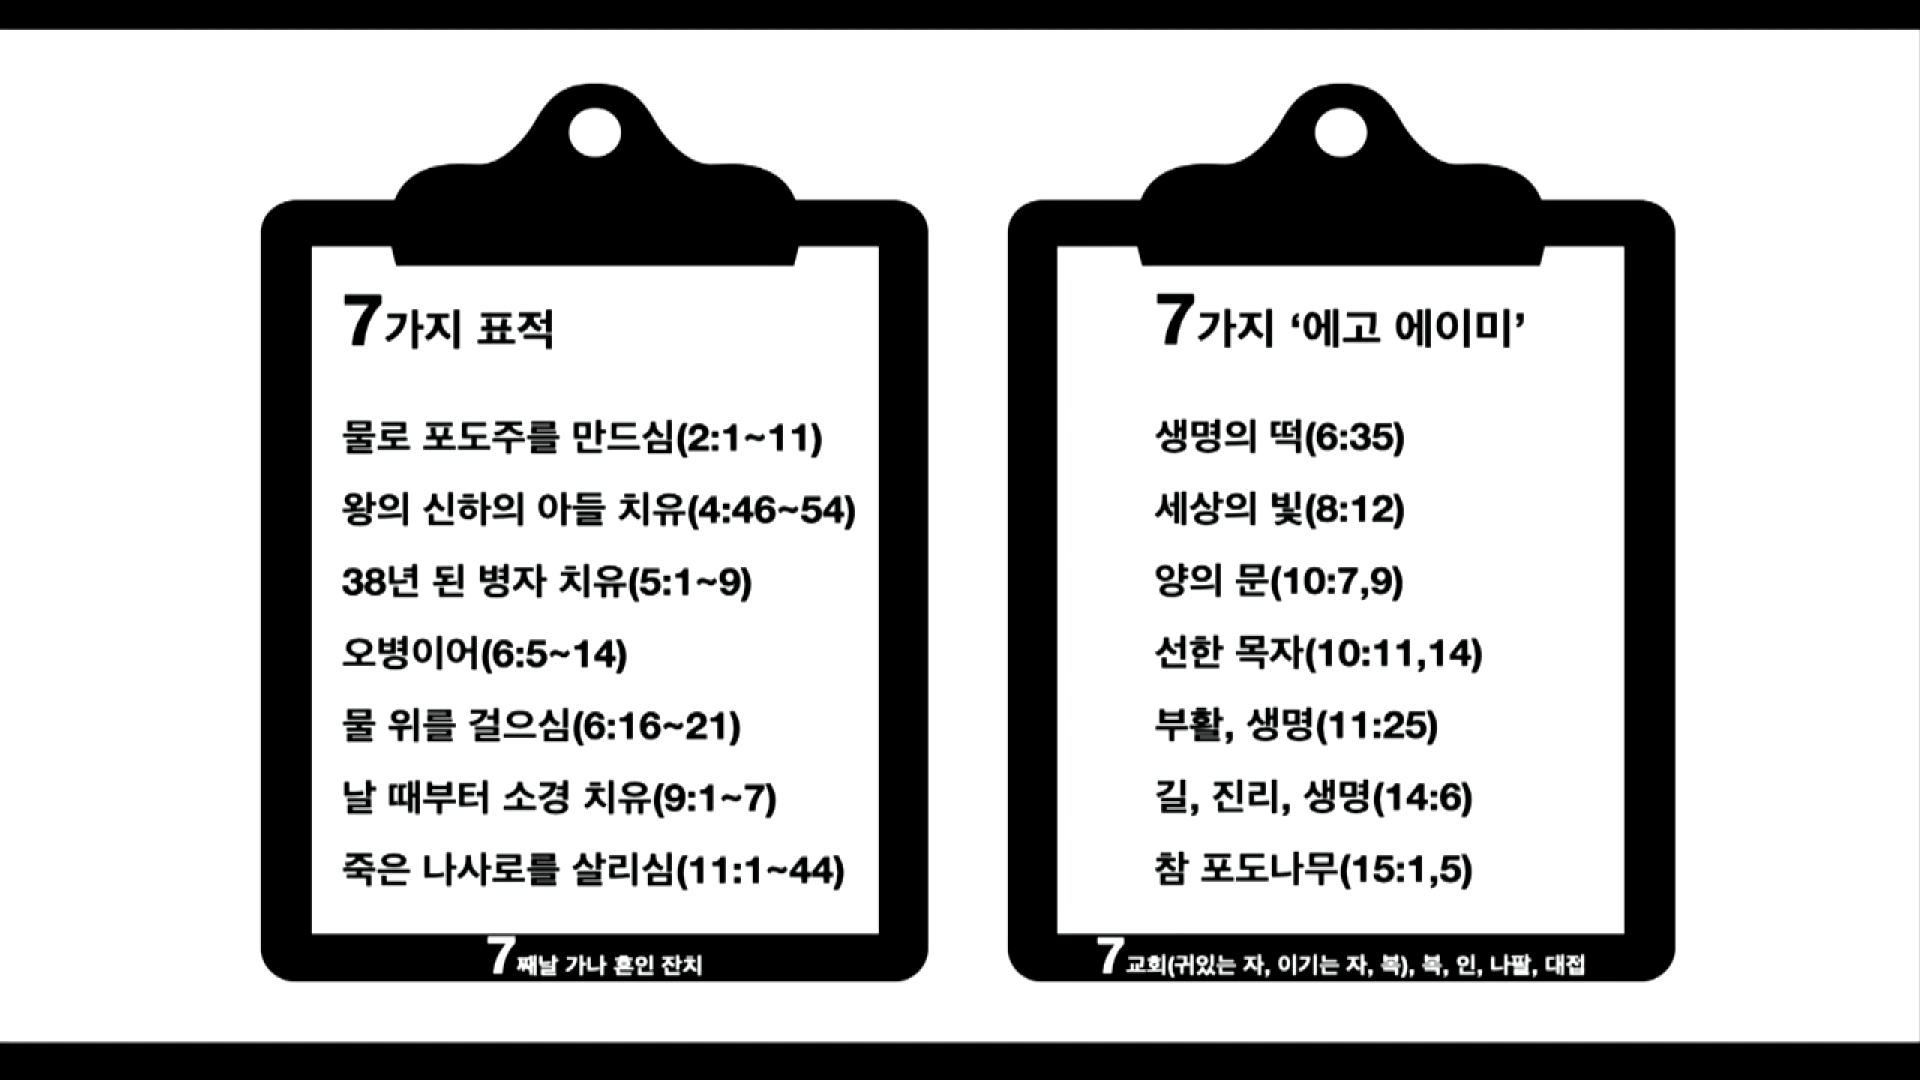 7가지 표적
물로 포도주를 만드심(2:1~11)
왕의 신하의 아들 치유(4:46~54)
38년 된 병자 치유(5:1~9)
오병이어(6:5~14)
물 위를 걸으심(6:16~21)
날 때부터 소경 치유(9:1~7)
죽은 나사로를 살리심(11:1~44)
7째날 가나 혼인 잔치
7가지 ‘에고 에이미’
생명의 떡(6:35)
세상의 빛(8:12)
양의 문(10:7,9)
선한 목자(10:11,14)
부활, 생명(11:25)
길, 진리, 생명(14:6)
참 포도나무(15:1,5)
7교회(귀있는 자, 이기는 자, 복), 복, 인, 나팔, 대접